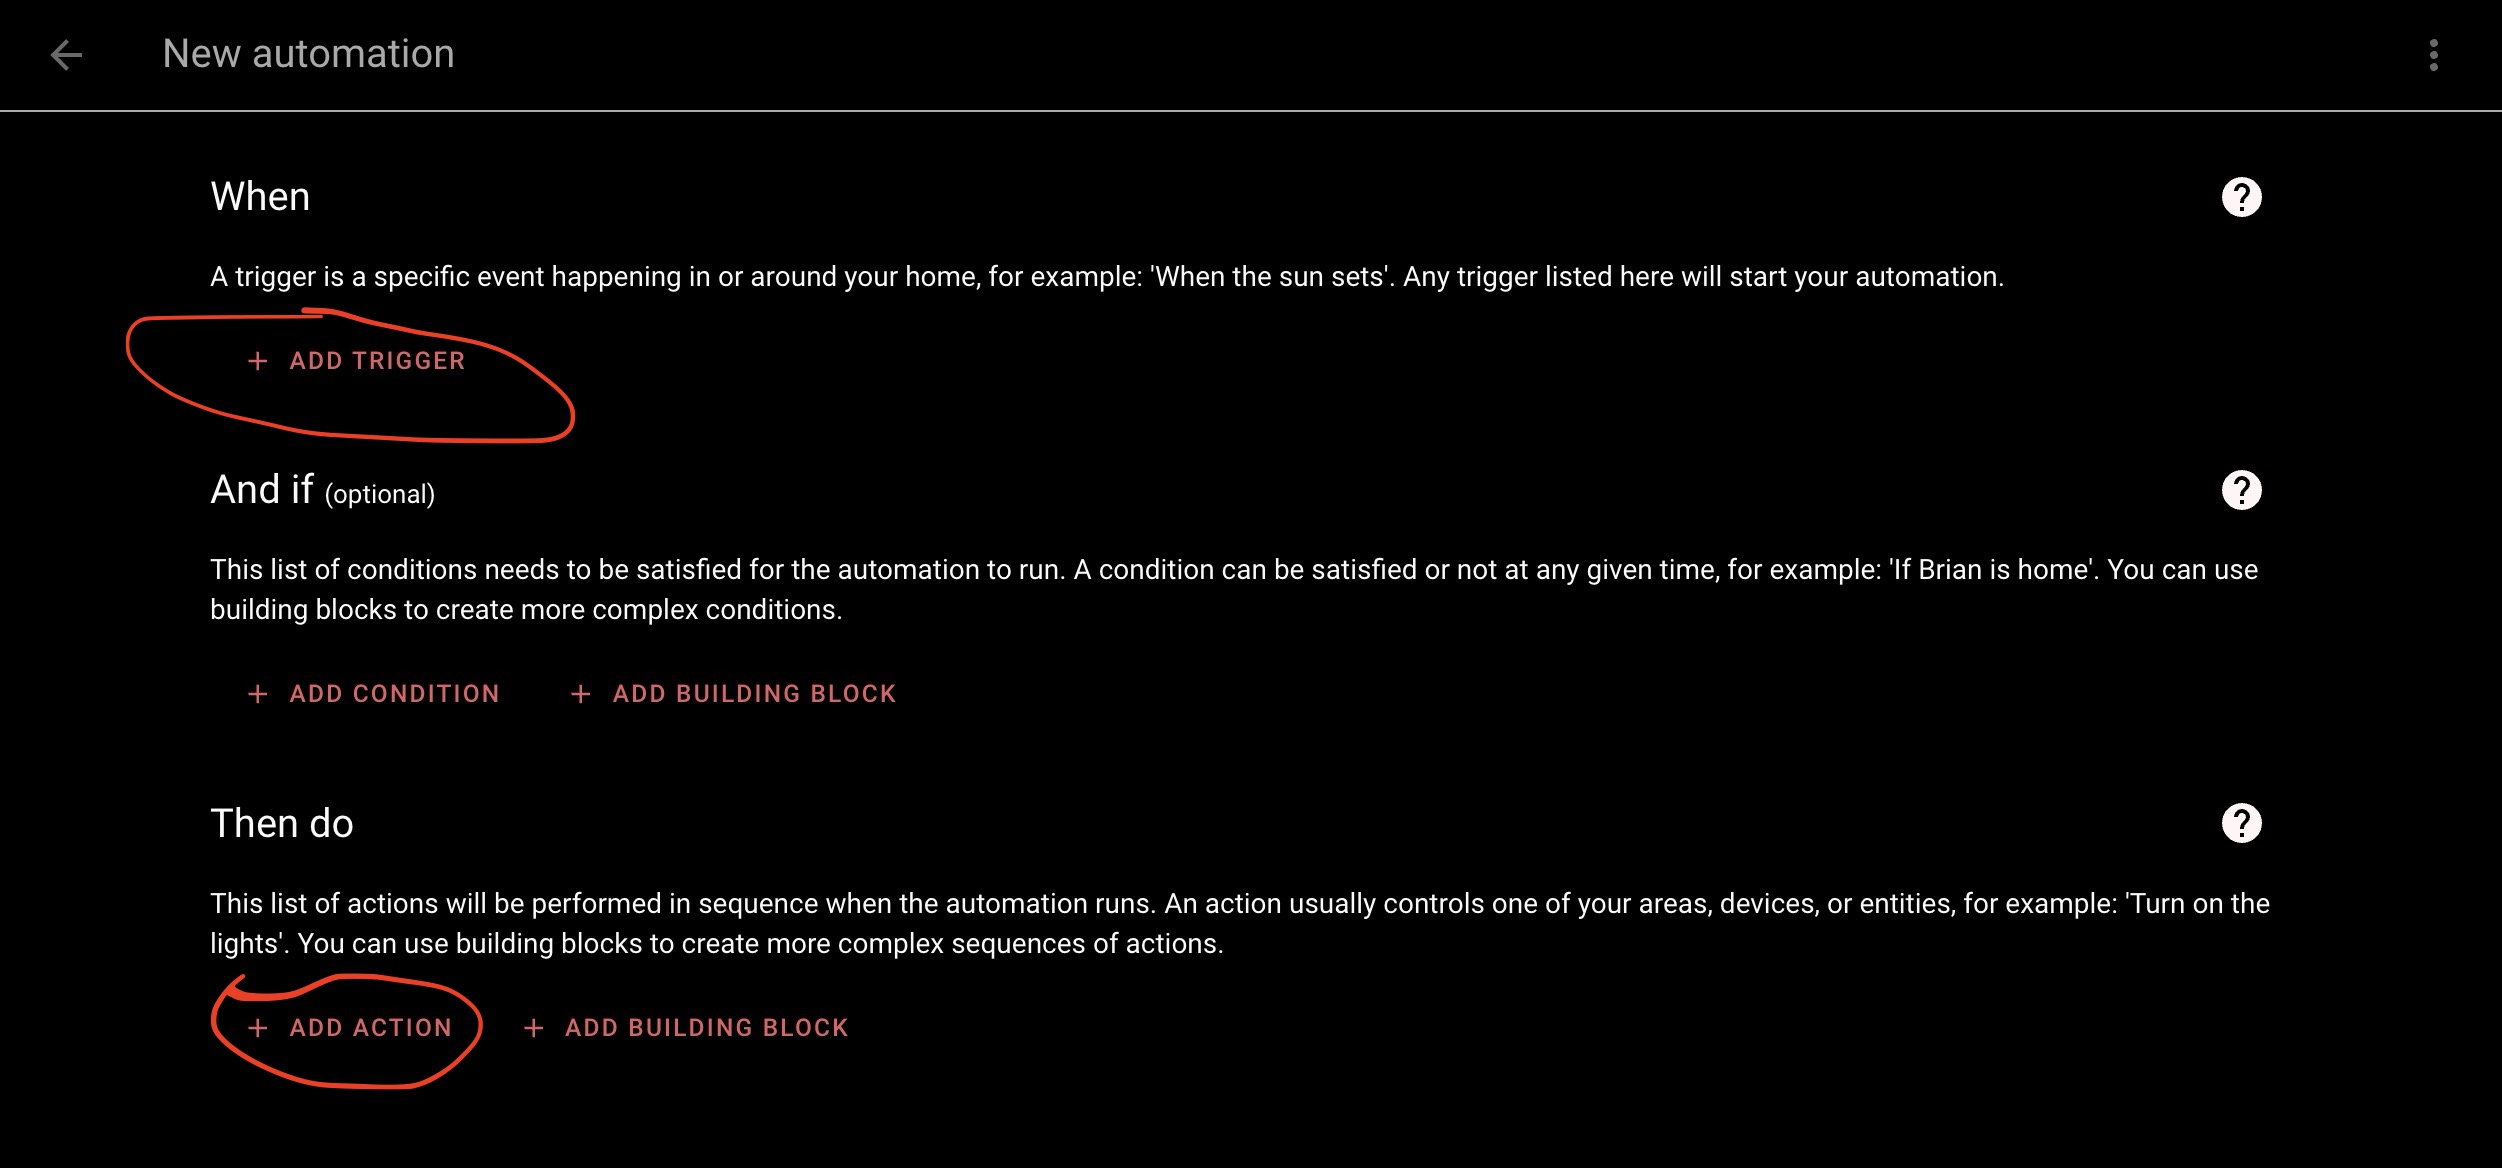 New automation
When
A trigger is a specific event happening in or around your home, for example: 'When the sun sets'. Any trigger listed here will start your automation.
+ ADD TRIGGER
And if (optional)
This list of conditions needs to be satisfied for the automation to run. A condition can be satisfied or not at any given time, for example: 'If Brian is home'. You can use
building blocks to create more complex conditions.
+ ADD CONDITION + ADD BUILDING BLOCK
Then do
This list of actions will be performed in sequence when the automation runs. An action usually controls one of your areas, devices, or entities, for example: 'Turn on the
lights'. You can use building blocks to create more complex sequences of actions.
+ ADD ACTION + ADD BUILDING BLOCK